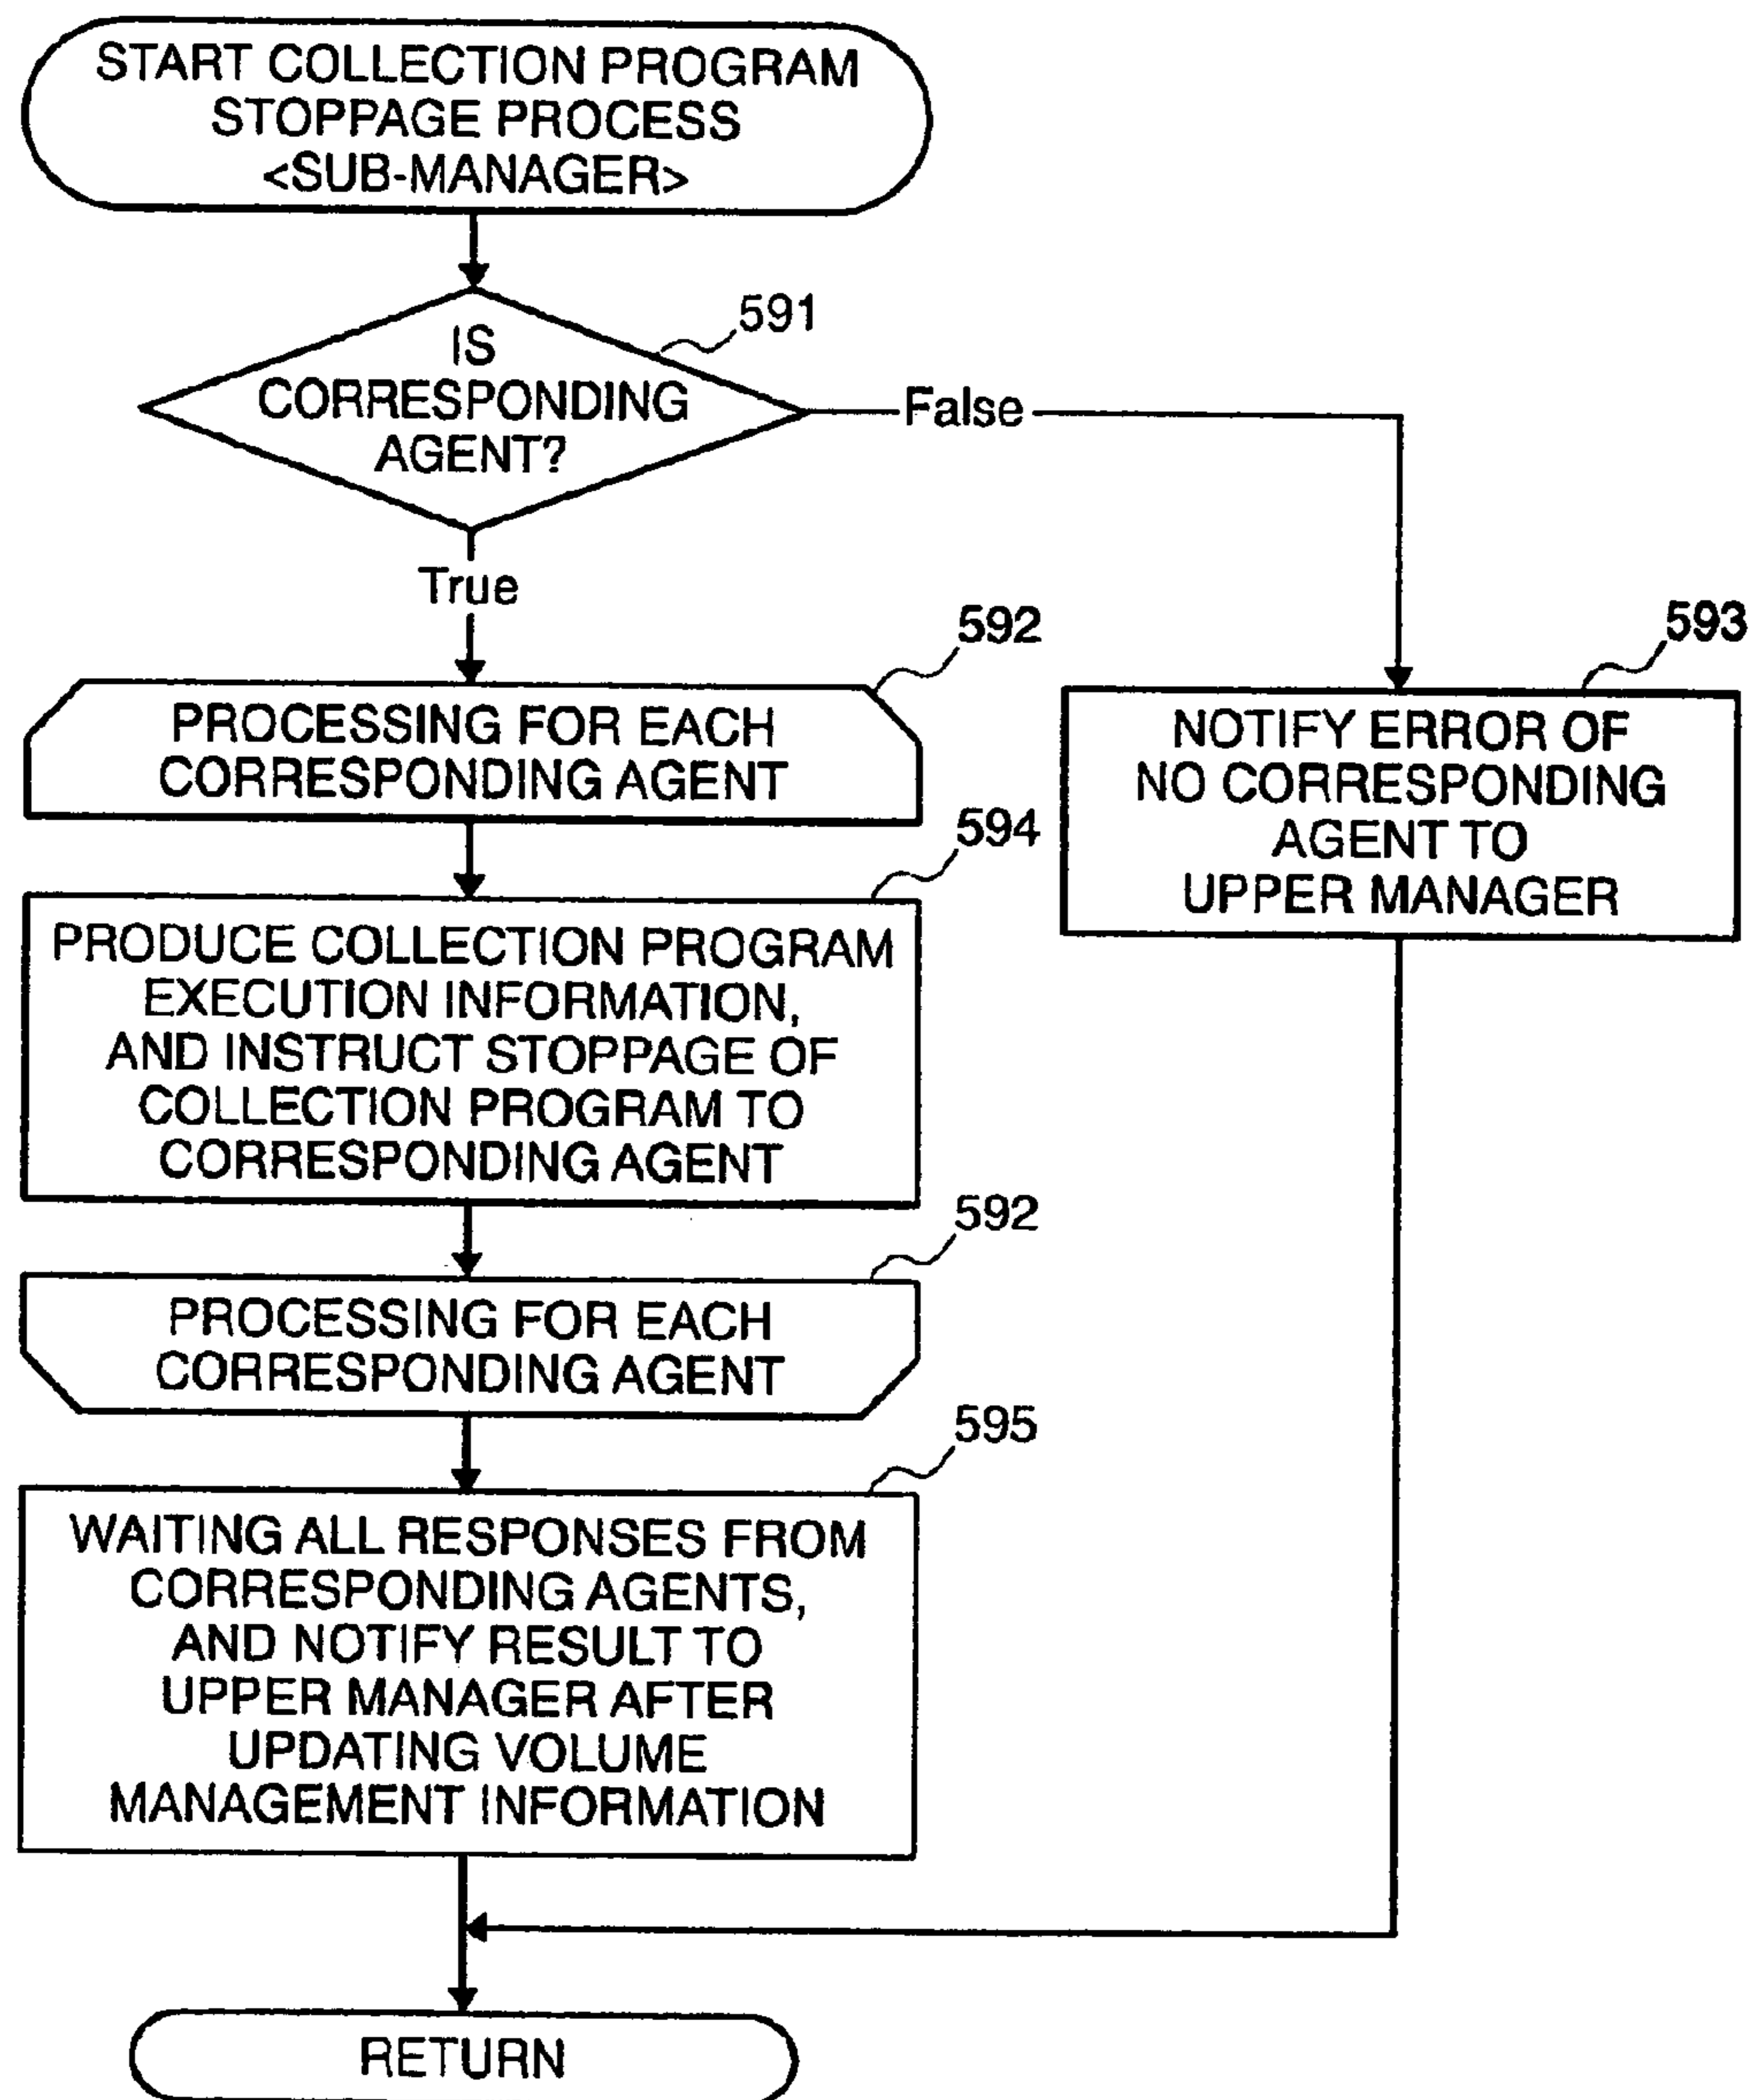 START COLLECTION PROGRAM
STOPPAGE PROCESS
<SUB-MANAGER>
591
IS
CORRESPONDING
AGENT?
False
True
592
PROCESSING FOR EACH
CORRESPONDING AGENT
593
NOTIFY ERROR OF
NO CORRESPONDING
AGENT TO
UPPER MANAGER
594
PRODUCE COLLECTION PROGRAM
EXECUTION INFORMATION,
AND INSTRUCT STOPPAGE OF
COLLECTION PROGRAM TO
CORRESPONDING AGENT
592
PROCESSING FOR EACH
CORRESPONDING AGENT
595
WAITING ALL RESPONSES FROM
CORRESPONDING AGENTS,
AND NOTIFY RESULT TO
UPPER MANAGER AFTER
UPDATING VOLUME
MANAGEMENT INFORMATION
RETURN